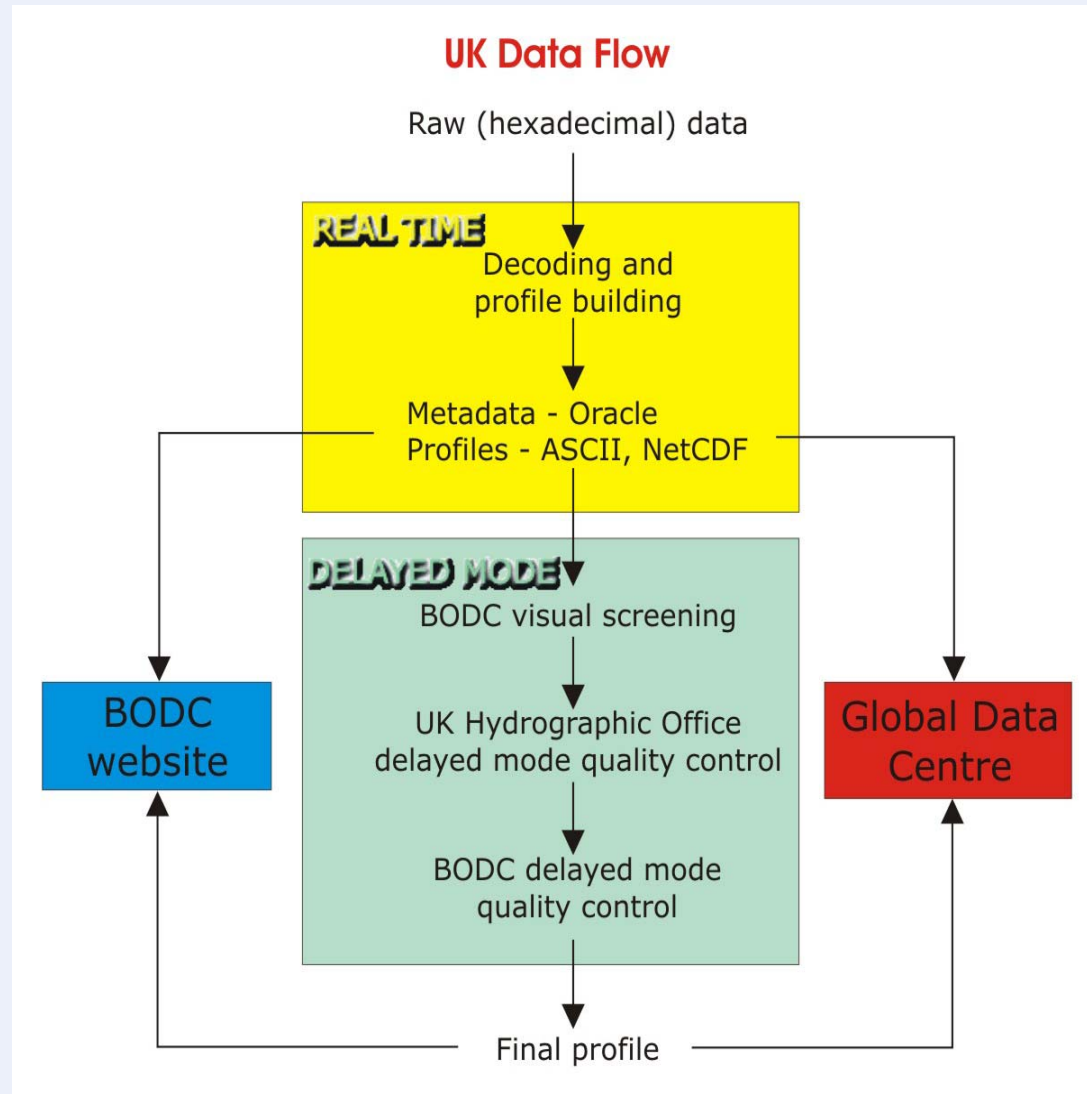 UK Data Flow
Raw (hexadecimal) data
REAL TIME
Decoding and
profile building
Metadata - Oracle
Profiles - ASCII, NetCDF
DELAYED MODE
BODC visual screening
BODC
website
UK Hydrographic Office
delayed mode quality control
Global Data
Centre
BODC delayed mode
quality control
Final profile